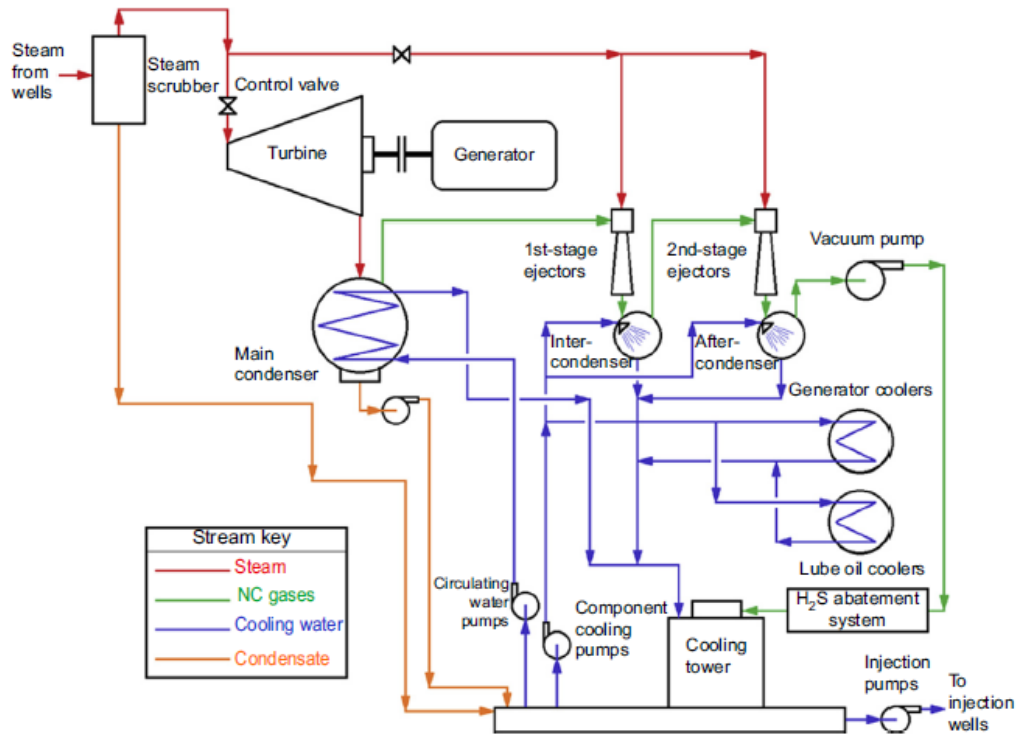 Steam
from
wells
Steam
scrubber
Control valve
Turbine
Generator
1st-stage
ejectors
2nd-stage
ejectors
Vacuum pump
Main
condenser
Inter-
condenser
After-
condenser
Generator coolers
Lube oil coolers
Stream key
Steam
NC gases
Cooling water
Condensate
Circulating
water
pumps
Component
cooling
pumps
Cooling
tower
H₂S abatement
system
Injection
pumps
To
injection
wells